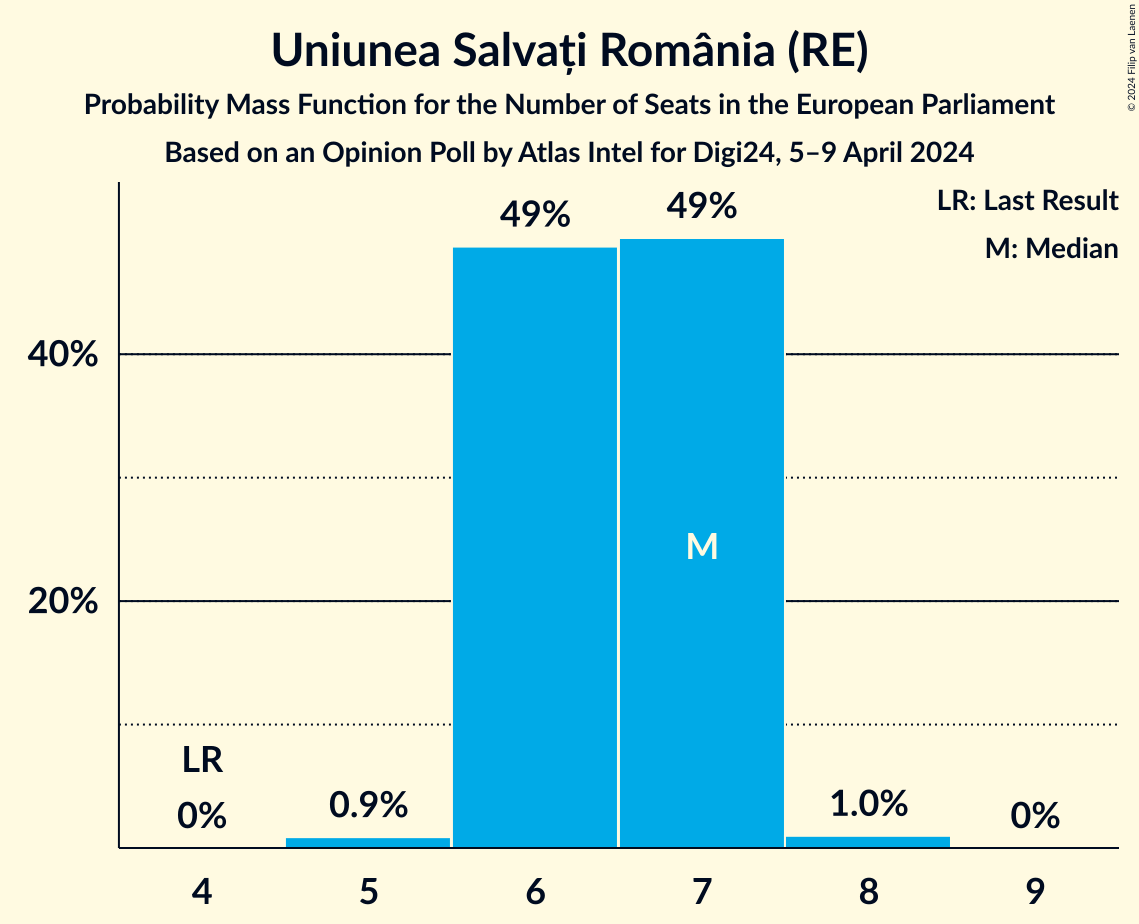 Uniunea Salvați România (RE)
Probability Mass Function for the Number of Seats in the European Parliament
Based on an Opinion Poll by Atlas Intel for Digi24, 5–9 April 2024
© 2024 Filip van Laenen
LR: Last Result
M: Median
49%
49%
40%
M
20%
LR
0%
0.9%
1.0%
0%
4
5
6
7
8
9